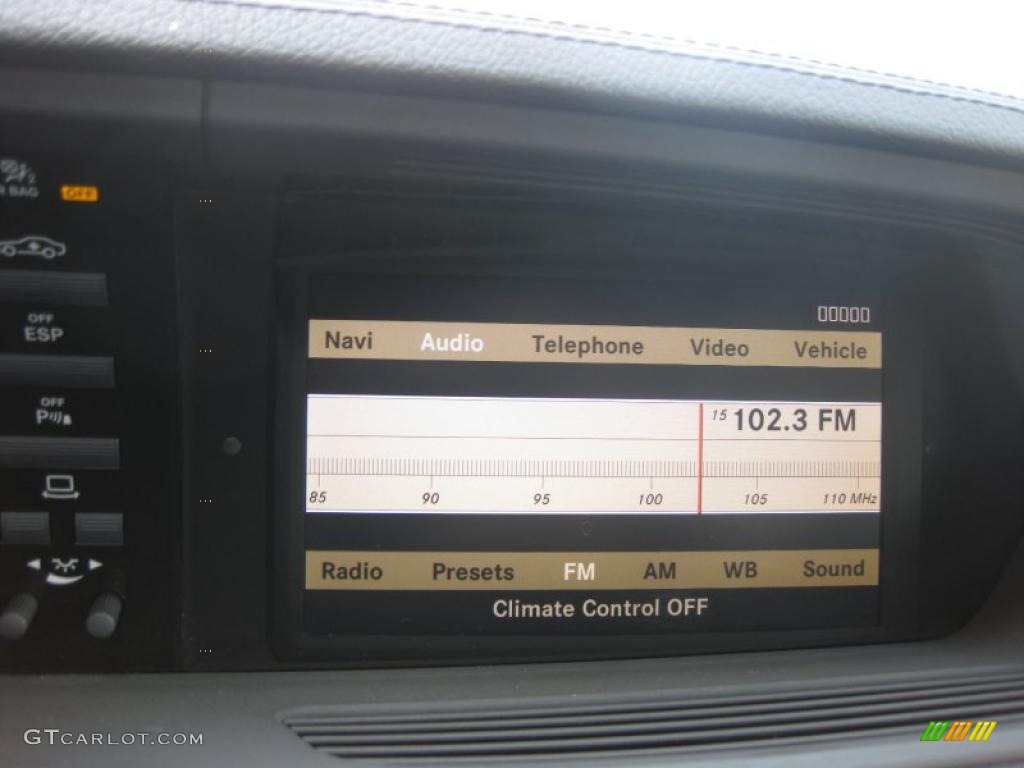 OFF
OFF
ESP
OFF
P
Navi Audio Telephone Video Vehicle
15 102.3 FM
85 90 95 100 105 110 MHz
Radio Presets FM AM WB Sound
Climate Control OFF
GTCARLOT.COM